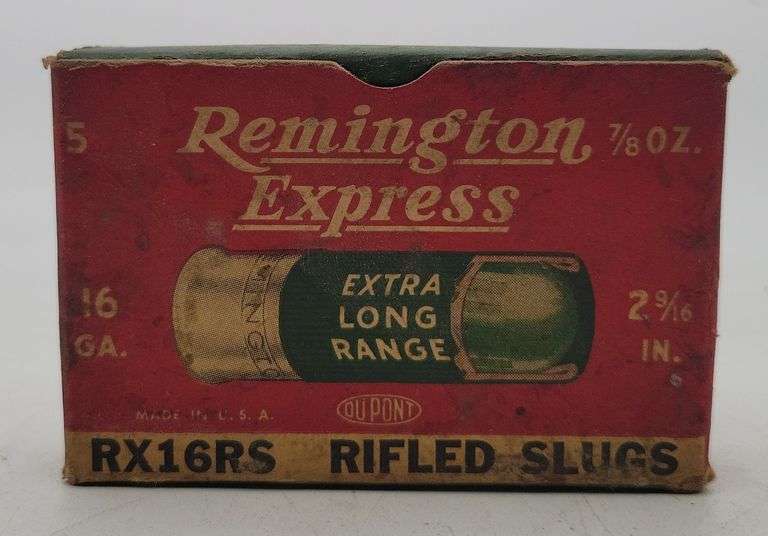 5 Remington 7/8 OZ.
Express
EXTRA
LONG
RANGE
16
GA.
2 9/16
IN.
MADE IN U.S.A.
DU PONT
RX16RS RIFLED SLUGS